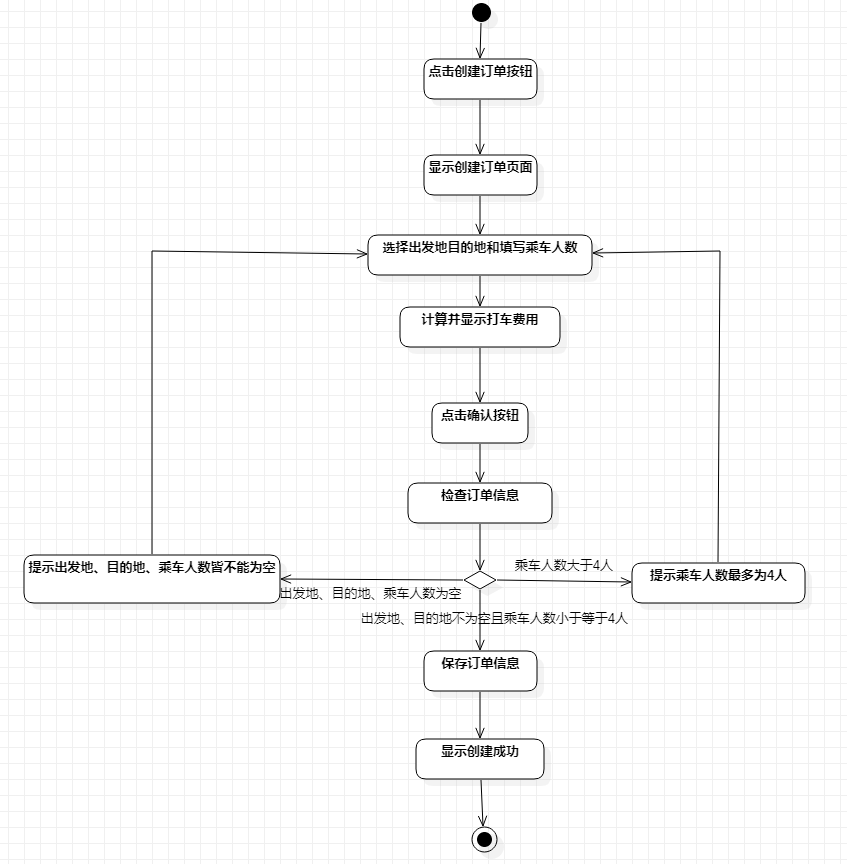 点击创建订单按钮
显示创建订单页面
选择出发地目的地和填写乘车人数
计算并显示打车费用
点击确认按钮
检查订单信息
乘车人数大于4人
提示出发地、目的地、乘车人数皆不能为空
提示乘车人数最多为4人
出发地、目的地、乘车人数为空
出发地、目的地不为空且乘车人数小于等于4人
保存订单信息
显示创建成功